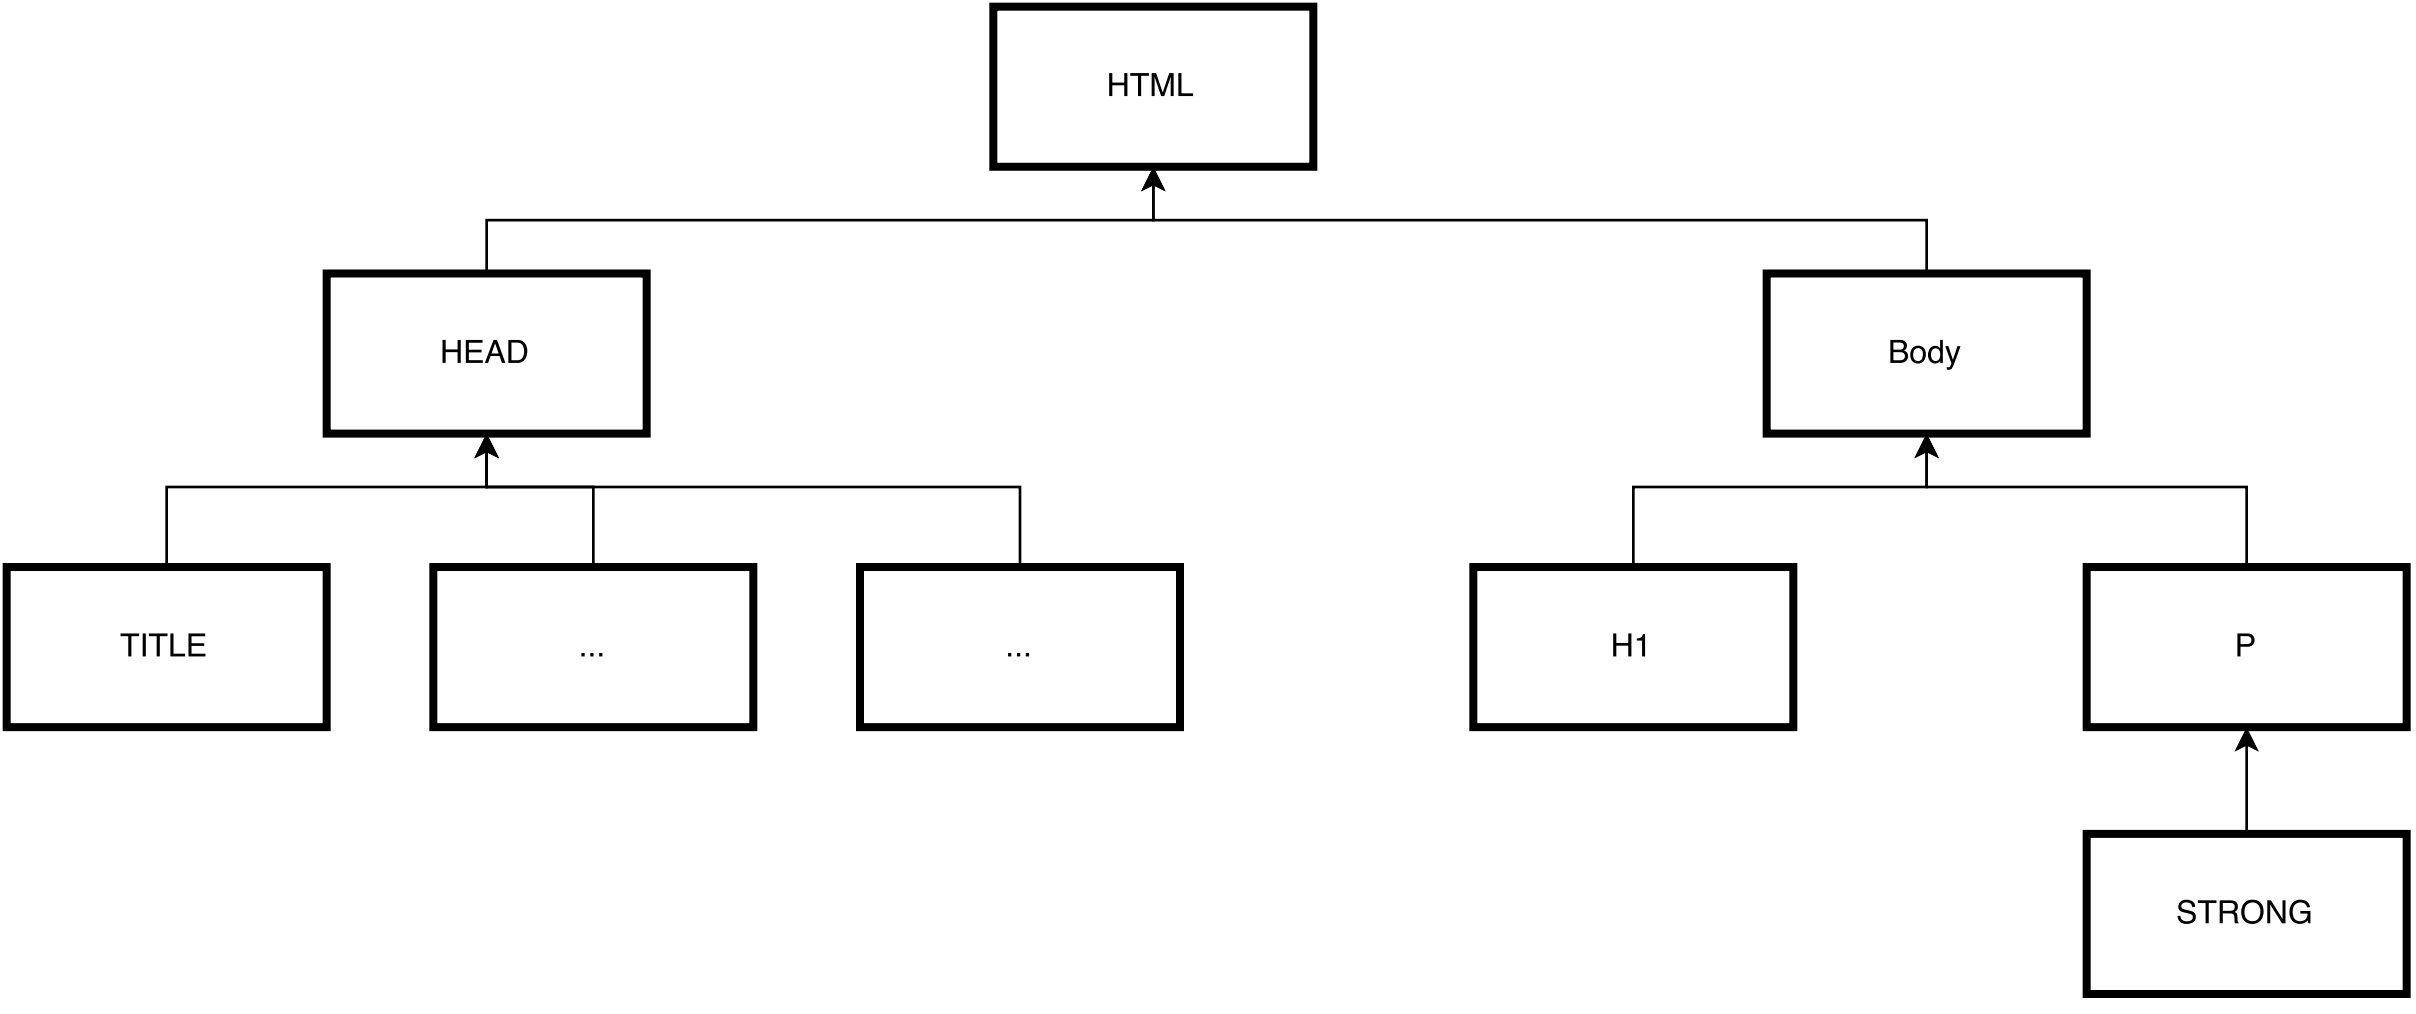 HTML
HEAD
Body
TITLE
...
...
H1
P
STRONG